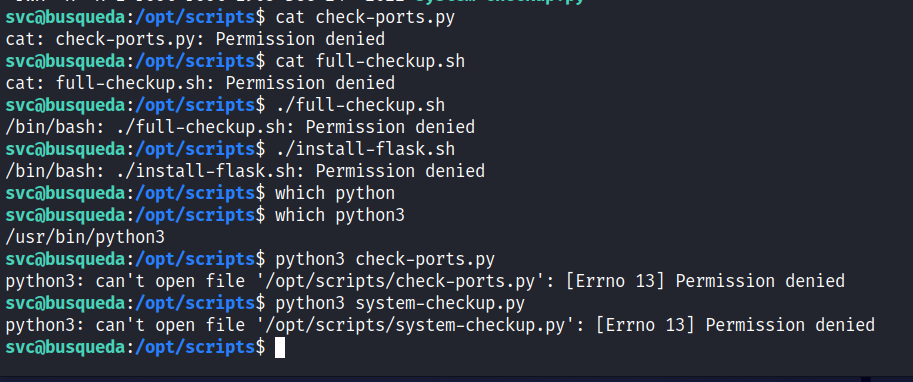 system-checkup.py
svc@busqueda:/opt/scripts$ cat check-ports.py
cat: check-ports.py: Permission denied
svc@busqueda:/opt/scripts$ cat full-checkup.sh
cat: full-checkup.sh: Permission denied
svc@busqueda:/opt/scripts$ ./full-checkup.sh
/bin/bash: ./full-checkup.sh: Permission denied
svc@busqueda:/opt/scripts$ ./install-flask.sh
/bin/bash: ./install-flask.sh: Permission denied
svc@busqueda:/opt/scripts$ which python
svc@busqueda:/opt/scripts$ which python3
/usr/bin/python3
svc@busqueda:/opt/scripts$ python3 check-ports.py
python3: can't open file '/opt/scripts/check-ports.py': [Errno 13] Permission denied
svc@busqueda:/opt/scripts$ python3 system-checkup.py
python3: can't open file '/opt/scripts/system-checkup.py': [Errno 13] Permission denied
svc@busqueda:/opt/scripts$